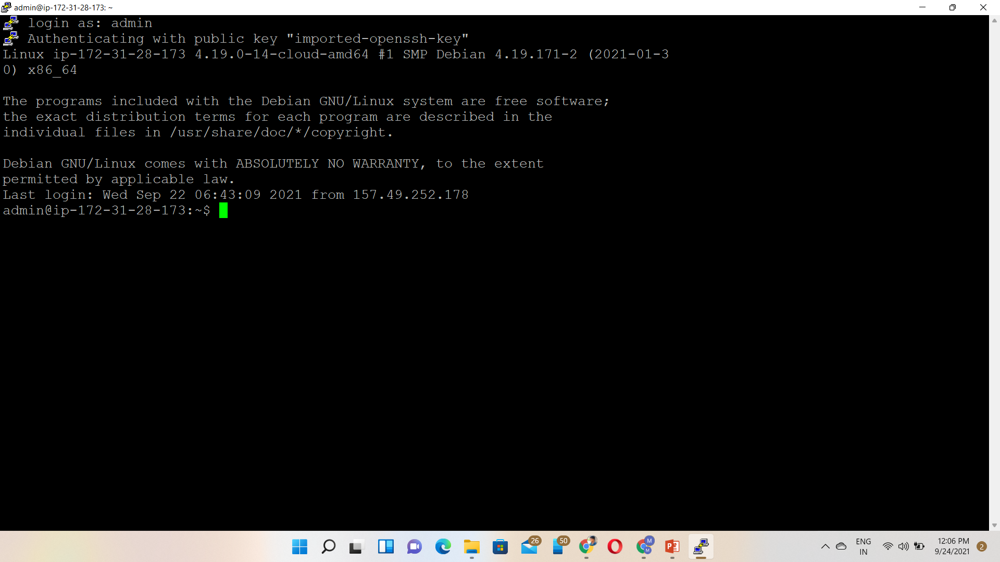 admin@ip-172-31-28-173: ~
login as: admin
Authenticating with public key "imported-openssh-key"
Linux ip-172-31-28-173 4.19.0-14-cloud-amd64 #1 SMP Debian 4.19.171-2 (2021-01-3
0) x86_64
The programs included with the Debian GNU/Linux system are free software;
the exact distribution terms for each program are described in the
individual files in /usr/share/doc/*/copyright.
Debian GNU/Linux comes with ABSOLUTELY NO WARRANTY, to the extent
permitted by applicable law.
Last login: Wed Sep 22 06:43:09 2021 from 157.49.252.178
admin@ip-172-31-28-173:~$
26
50
M
M
P
ENG
IN
12:06 PM
9/24/2021
2